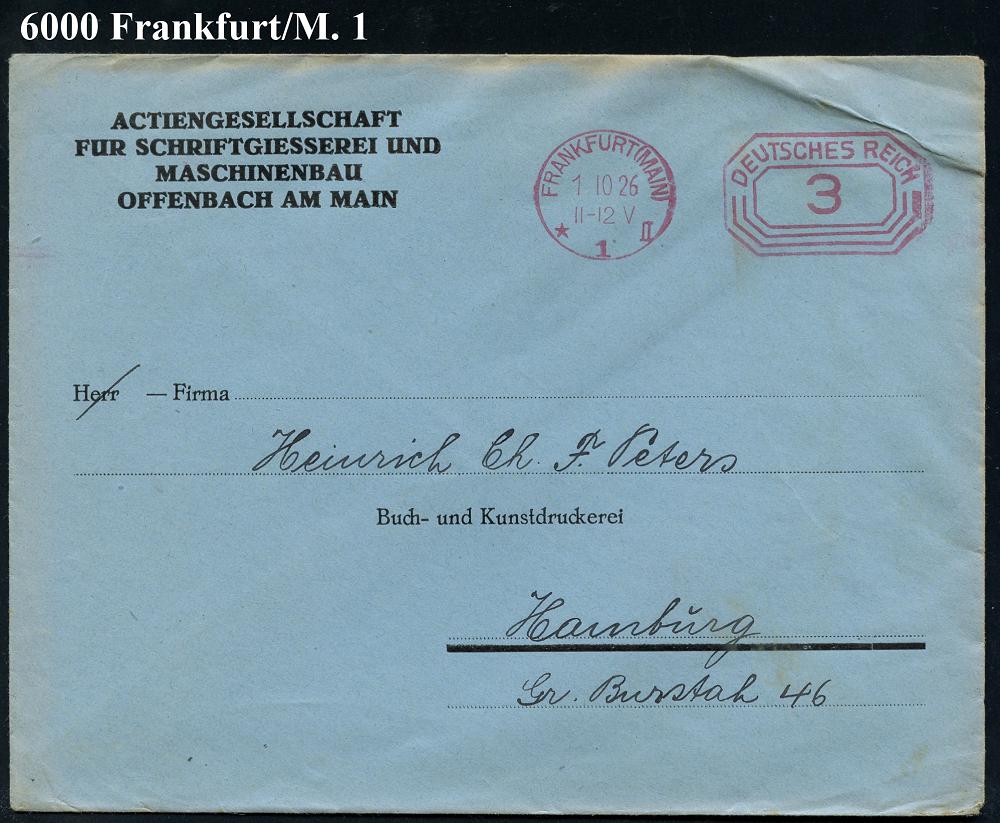 6000 Frankfurt/M. 1
ACTIENGESELLSCHAFT
FUR SCHRIFTGIESSEREI UND
MASCHINENBAU
OFFENBACH AM MAIN
FRANKFURT(MAIN)
1 10 26
11-12 V
★ 1 II
DEUTSCHES REICH
3
Herr — Firma
Heinrich Ch. F. Peters
Buch- und Kunstdruckerei
Hamburg
Gr. Burstah 46